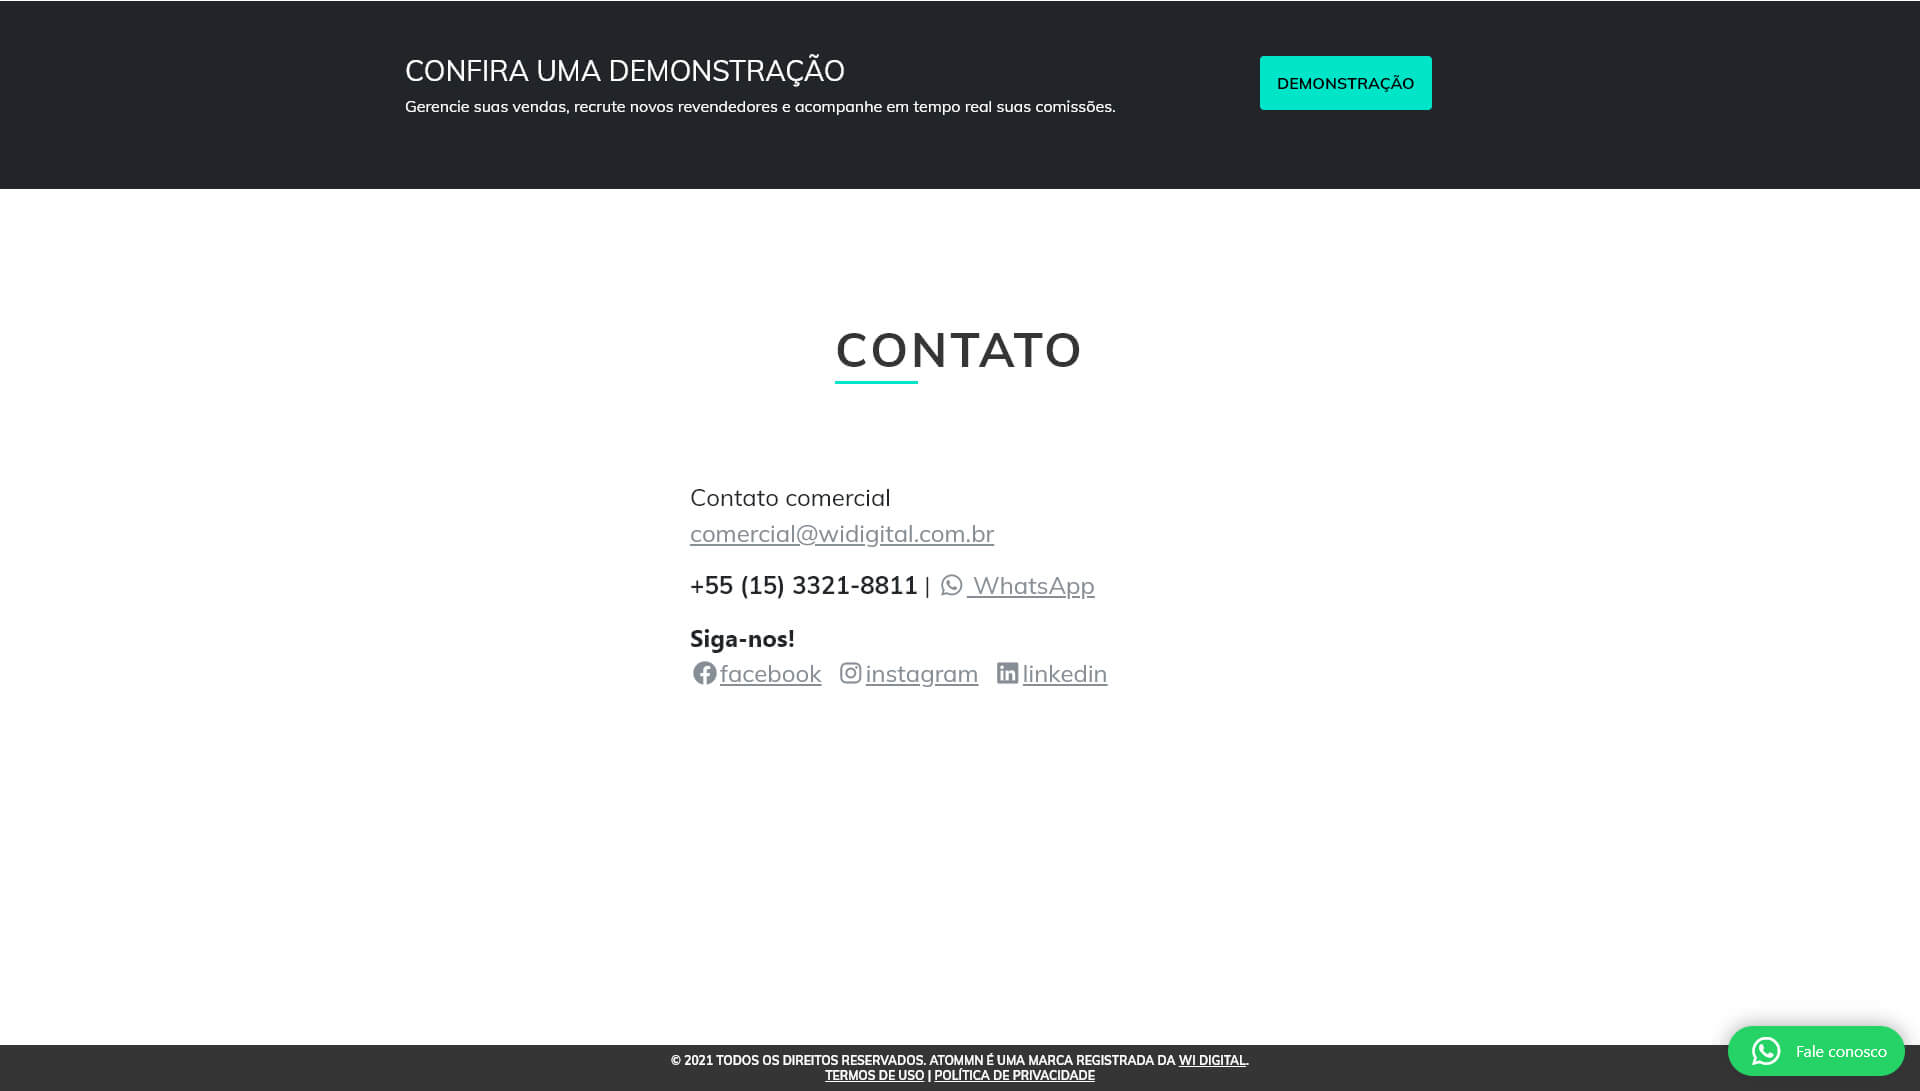 CONFIRA UMA DEMONSTRAÇÃO
Gerencie suas vendas, recrute novos revendedores e acompanhe em tempo real suas comissões.
DEMONSTRAÇÃO
CONTATO
Contato comercial
comercial@widigital.com.br
+55 (15) 3321-8811 | WhatsApp
Siga-nos!
facebook instagram linkedin
© 2021 TODOS OS DIREITOS RESERVADOS. ATOMMN É UMA MARCA REGISTRADA DA WI DIGITAL.
TERMOS DE USO | POLÍTICA DE PRIVACIDADE
Fale conosco